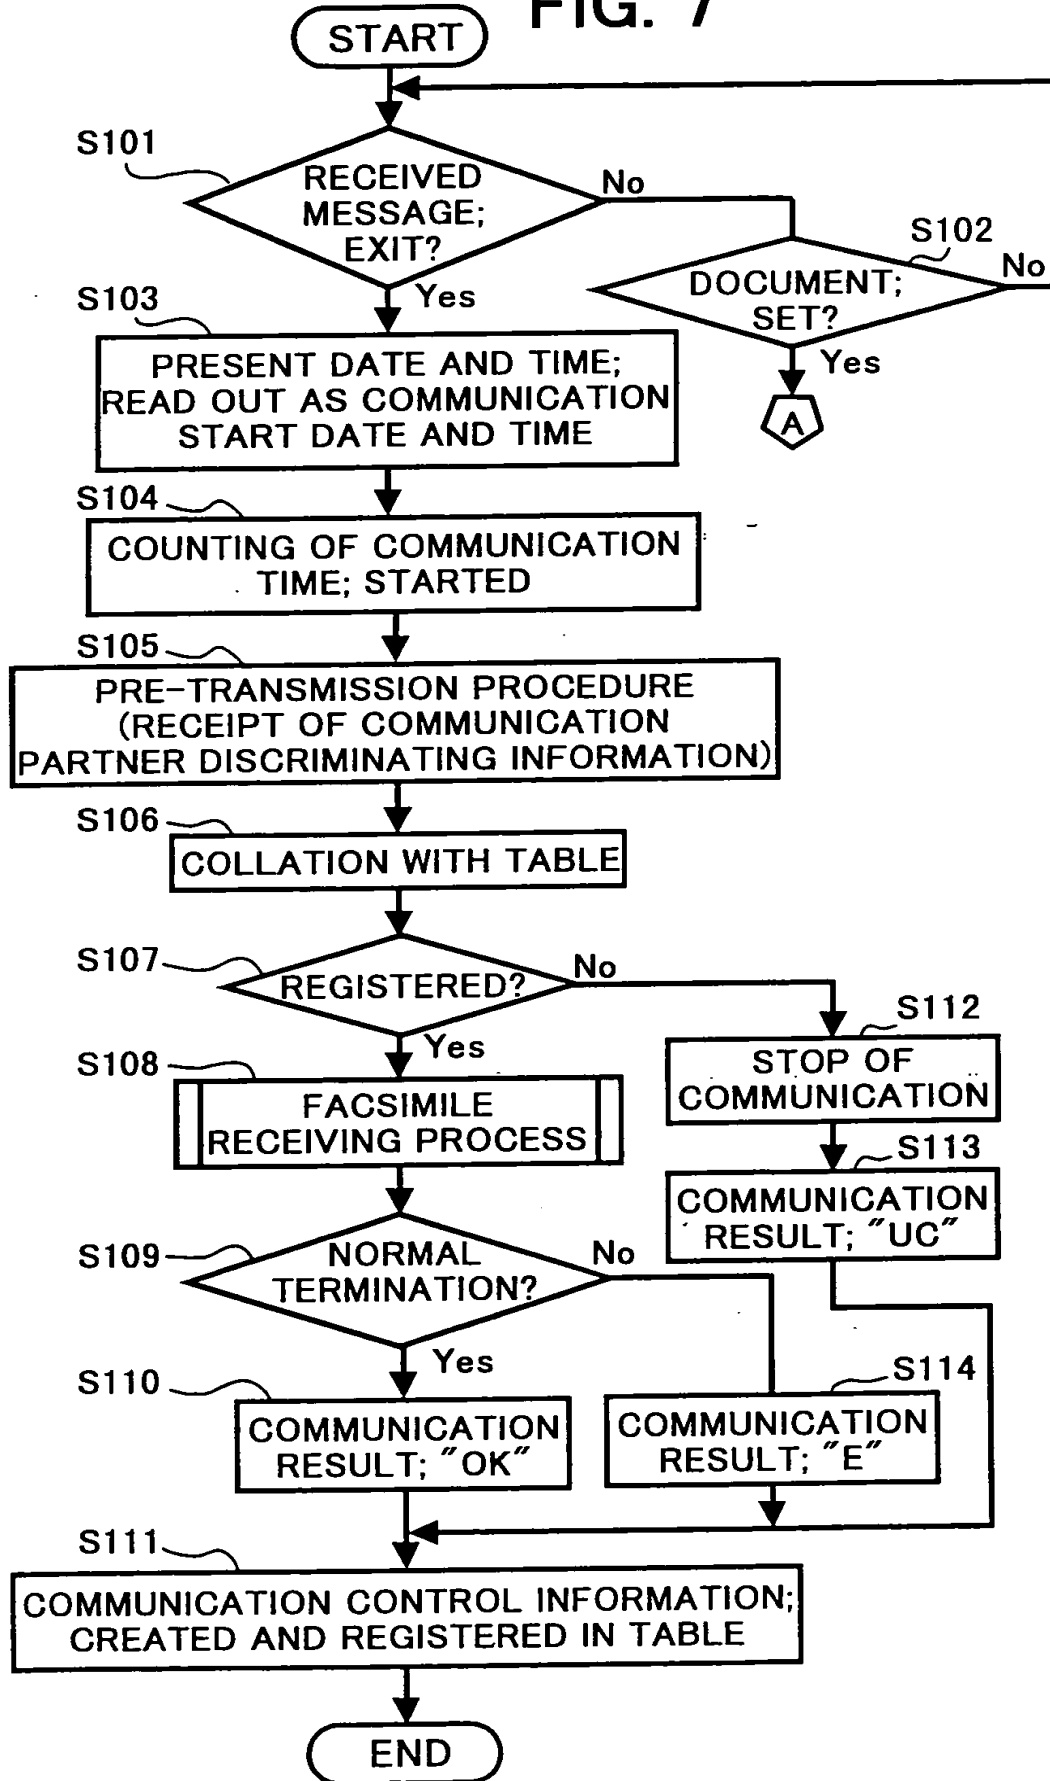 FIG. 7
START
S101
RECEIVED
MESSAGE;
EXIT?
No
S102
DOCUMENT;
SET?
No
Yes
A
Yes
S103
PRESENT DATE AND TIME;
READ OUT AS COMMUNICATION
START DATE AND TIME
S104
COUNTING OF COMMUNICATION
TIME; STARTED
S105
PRE-TRANSMISSION PROCEDURE
(RECEIPT OF COMMUNICATION
PARTNER DISCRIMINATING INFORMATION)
S106
COLLATION WITH TABLE
S107
REGISTERED?
No
Yes
S112
STOP OF
COMMUNICATION
S108
FACSIMILE
RECEIVING PROCESS
S113
COMMUNICATION
RESULT; "UC"
S109
NORMAL
TERMINATION?
No
Yes
S110
COMMUNICATION
RESULT; "OK"
S114
COMMUNICATION
RESULT; "E"
S111
COMMUNICATION CONTROL INFORMATION;
CREATED AND REGISTERED IN TABLE
END